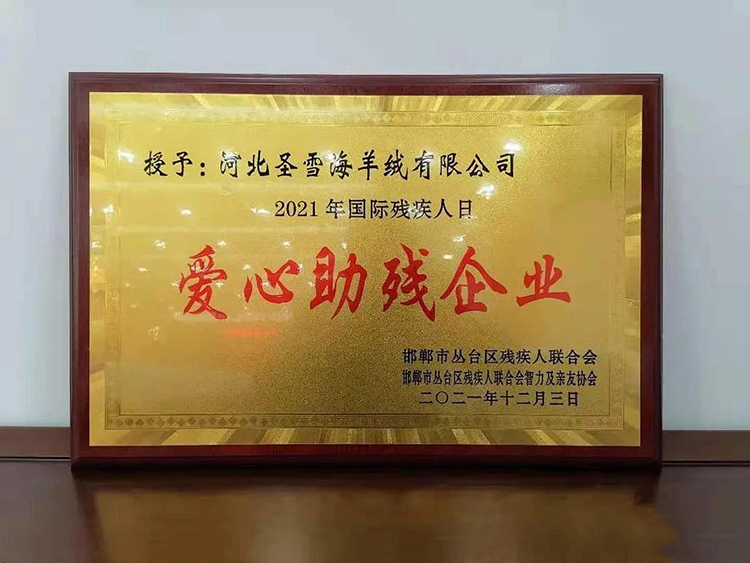 授予：河北圣雪海羊绒有限公司
2021年国际残疾人日
爱心助残企业
邯郸市丛台区残疾人联合会
邯郸市丛台区残疾人联合会智力及亲友协会
二〇二一年十二月三日